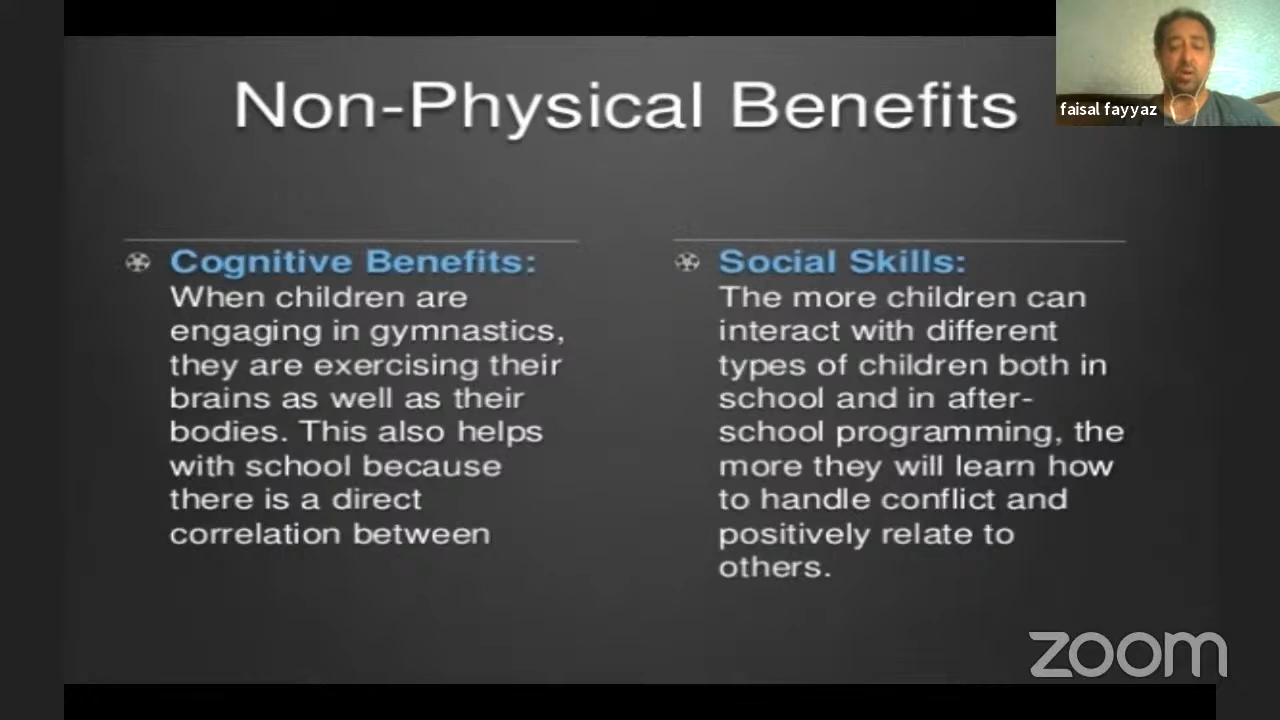 Non-Physical Benefits
faisal fayyaz
Cognitive Benefits:
When children are
engaging in gymnastics,
they are exercising their
brains as well as their
bodies. This also helps
with school because
there is a direct
correlation between
Social Skills:
The more children can
interact with different
types of children both in
school and in after-
school programming, the
more they will learn how
to handle conflict and
positively relate to
others.
zoom